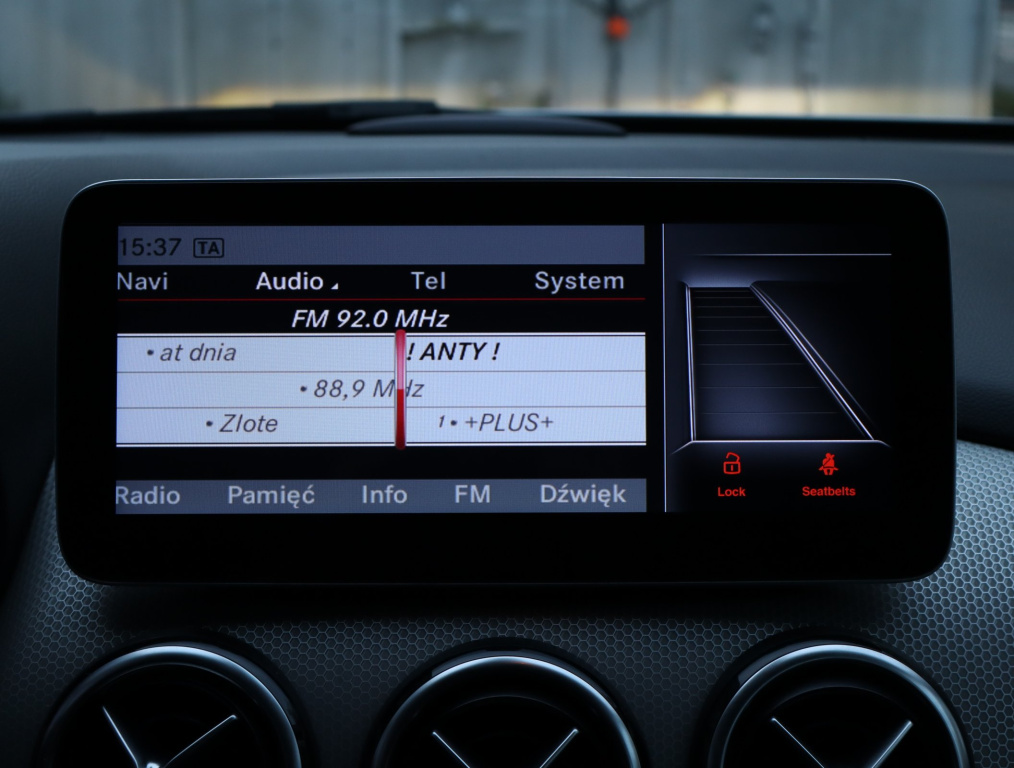 15:37 TA
Navi Audio Tel System
FM 92.0 MHz
• at dnia ! ANTY !
• 88,9 MHz
• Zlote 1 • +PLUS+
Radio Pamięć Info FM Dźwięk
Lock Seatbelts